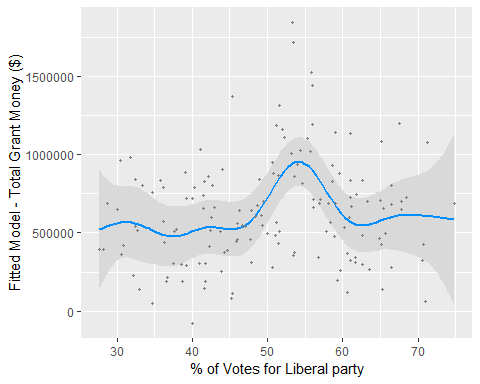 Fitted Model - Total Grant Money ($)
1500000
1000000
500000
0
30 40 50 60 70
% of Votes for Liberal party